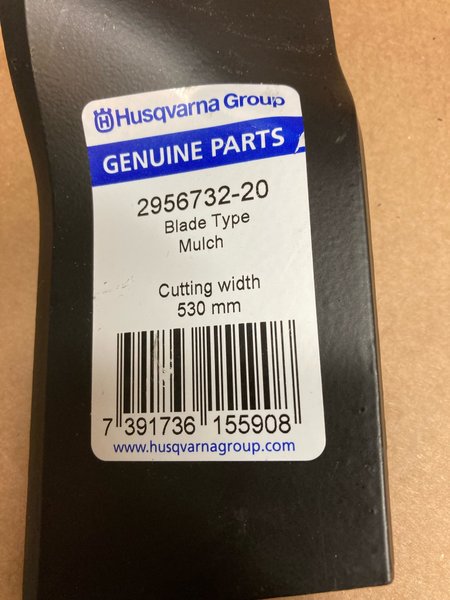 Husqvarna Group
GENUINE PARTS
2956732-20
Blade Type
Mulch
Cutting width
530 mm
7 391736 155908
www.husqvarnagroup.com